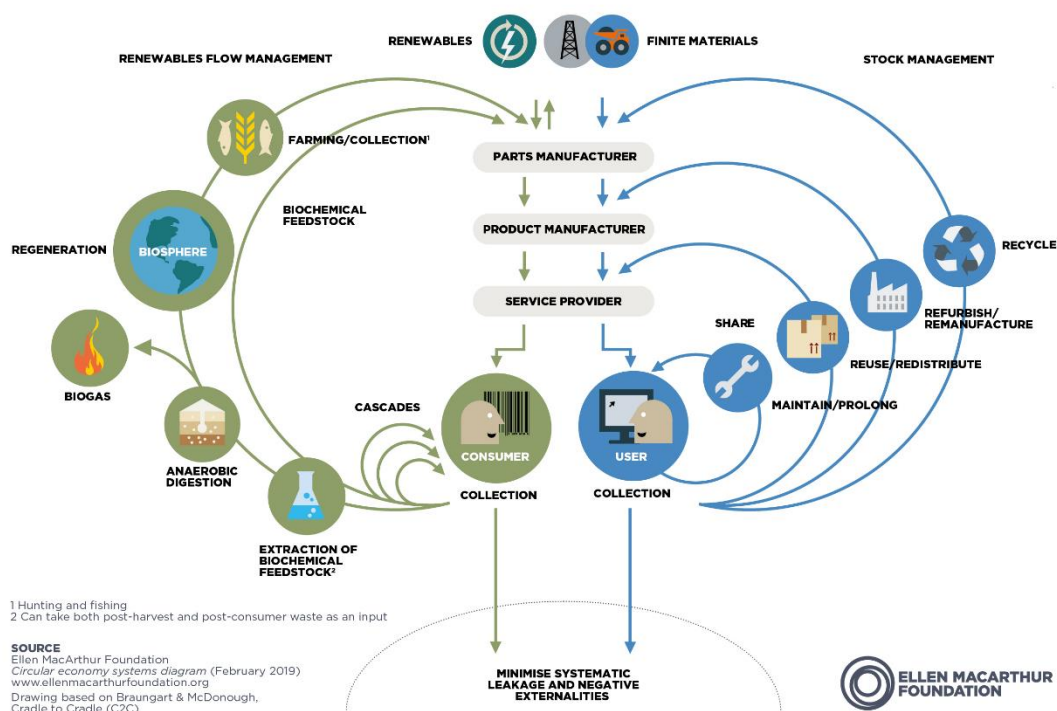 RENEWABLES
FINITE MATERIALS
RENEWABLES FLOW MANAGEMENT
STOCK MANAGEMENT
FARMING/COLLECTION¹
PARTS MANUFACTURER
BIOCHEMICAL
FEEDSTOCK
PRODUCT MANUFACTURER
REGENERATION
BIOSPHERE
RECYCLE
SERVICE PROVIDER
REFURBISH/
REMANUFACTURE
SHARE
REUSE/REDISTRIBUTE
BIOGAS
MAINTAIN/PROLONG
CASCADES
CONSUMER
USER
ANAEROBIC
DIGESTION
COLLECTION
COLLECTION
EXTRACTION OF
BIOCHEMICAL
FEEDSTOCK²
1 Hunting and fishing
2 Can take both post-harvest and post-consumer waste as an input
SOURCE
Ellen MacArthur Foundation
Circular economy systems diagram (February 2019)
www.ellenmacarthurfoundation.org
Drawing based on Braungart & McDonough,
Cradle to Cradle (C2C)
MINIMISE SYSTEMATIC
LEAKAGE AND NEGATIVE
EXTERNALITIES
ELLEN MACARTHUR
FOUNDATION